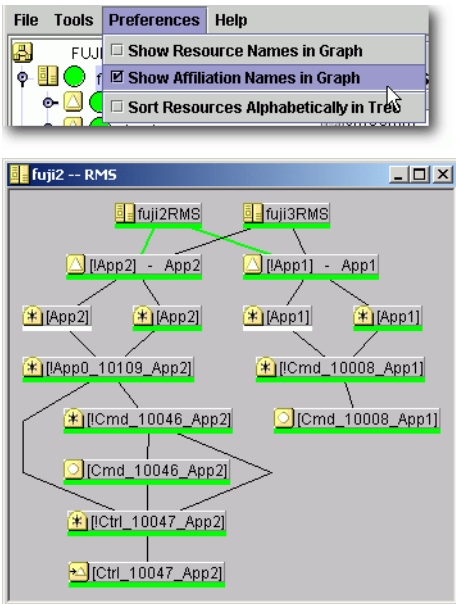 File Tools Preferences Help
FUJI
Show Resource Names in Graph
Show Affiliation Names in Graph
Sort Resources Alphabetically in Tree
fuji2 -- RMS
fuji2RMS fuji3RMS
[!App2] - App2 [!App1] - App1
[App2] [App2] [App1] [App1]
[!App0_10109_App2] [!Cmd_10008_App1]
[!Cmd_10046_App2] [Cmd_10008_App1]
[Cmd_10046_App2]
[!Ctrl_10047_App2]
[Ctrl_10047_App2]